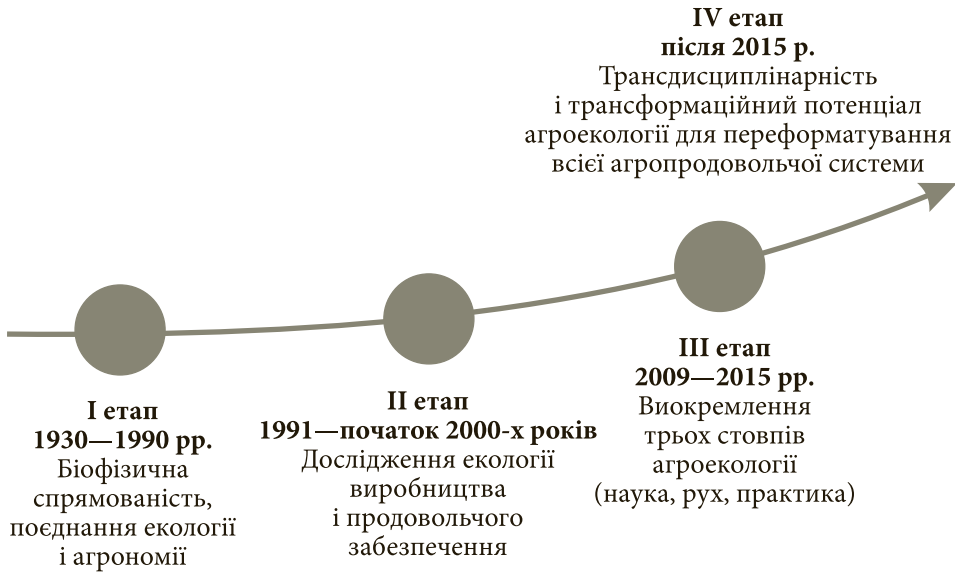 IV етап
після 2015 р.
Трансдисциплінарність
і трансформаційний потенціал
агроекології для переформатування
всієї агропродовольчої системи
I етап
1930—1990 рр.
Біофізична
спрямованість,
поєднання екології
і агрономії
II етап
1991—початок 2000-х років
Дослідження екології
виробництва
і продовольчого
забезпечення
III етап
2009—2015 рр.
Виокремлення
трьох стовпів
агроекології
(наука, рух, практика)